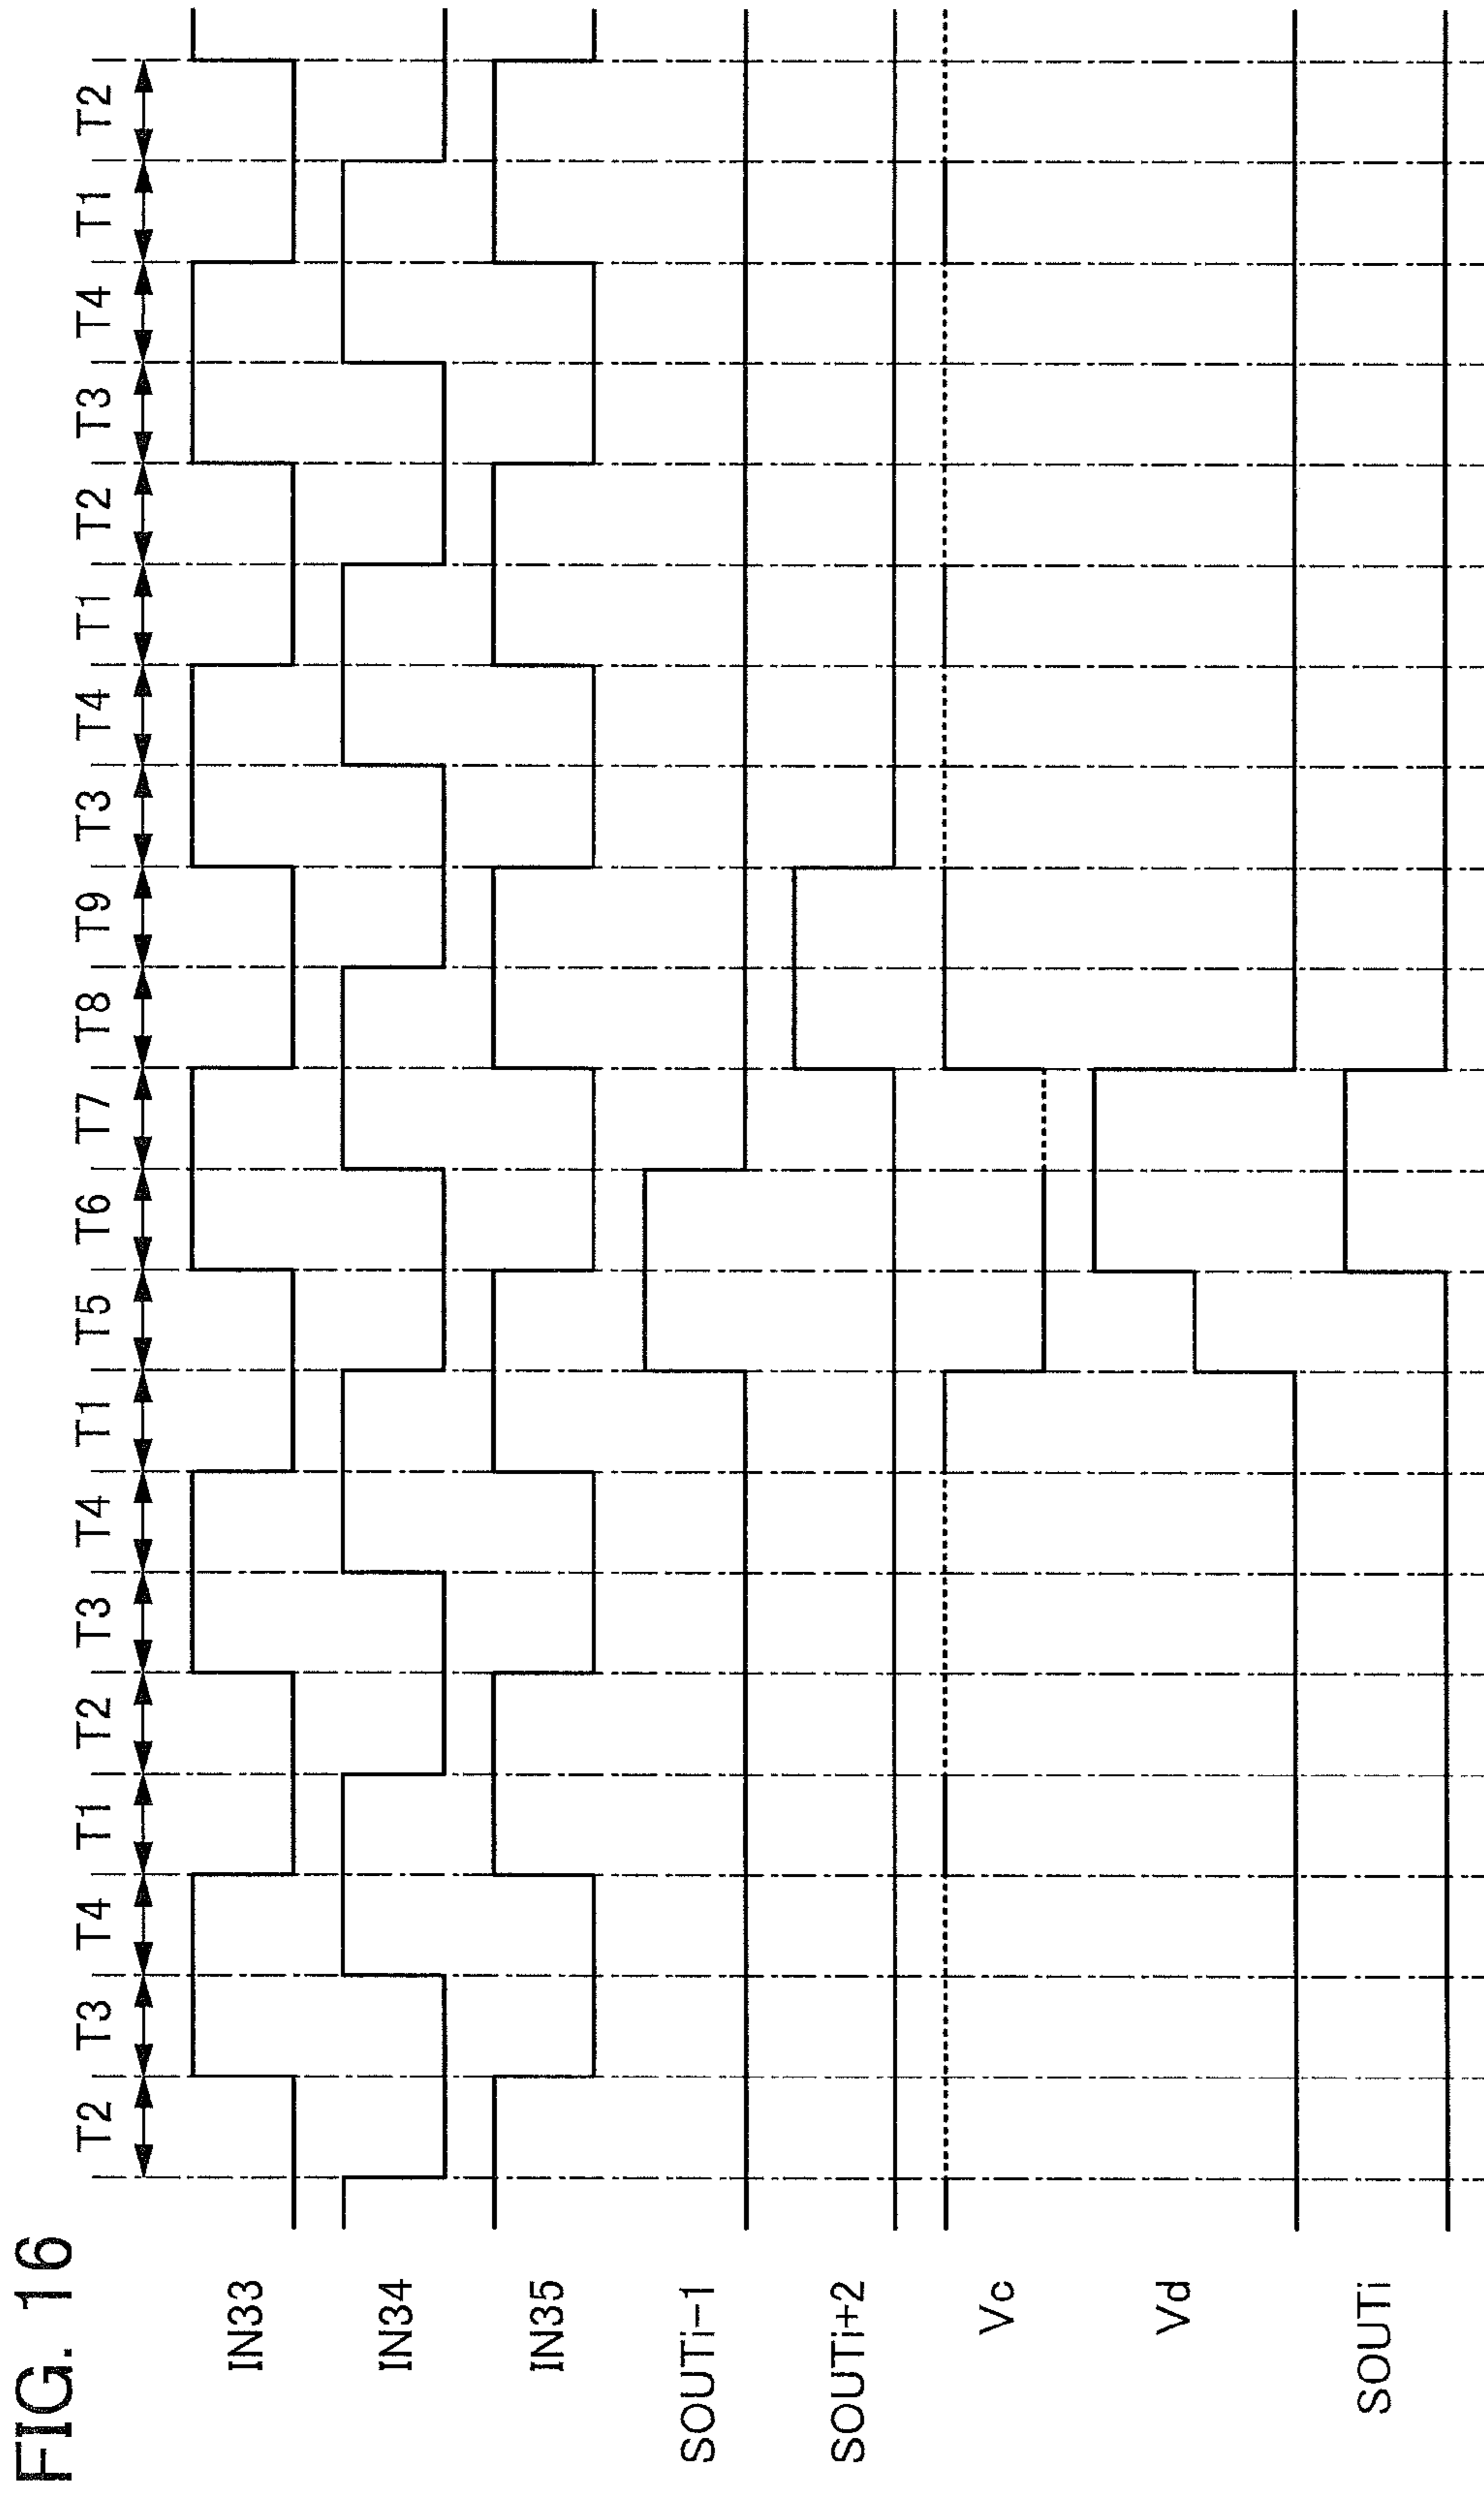 FIG. 16
T2 T3 T4 T1 T2 T3 T4 T1 T5 T6 T7 T8 T9 T3 T4 T1 T2 T3 T4 T1 T2
IN33
IN34
IN35
SOUTi−1
SOUTi+2
Vc
Vd
SOUTi